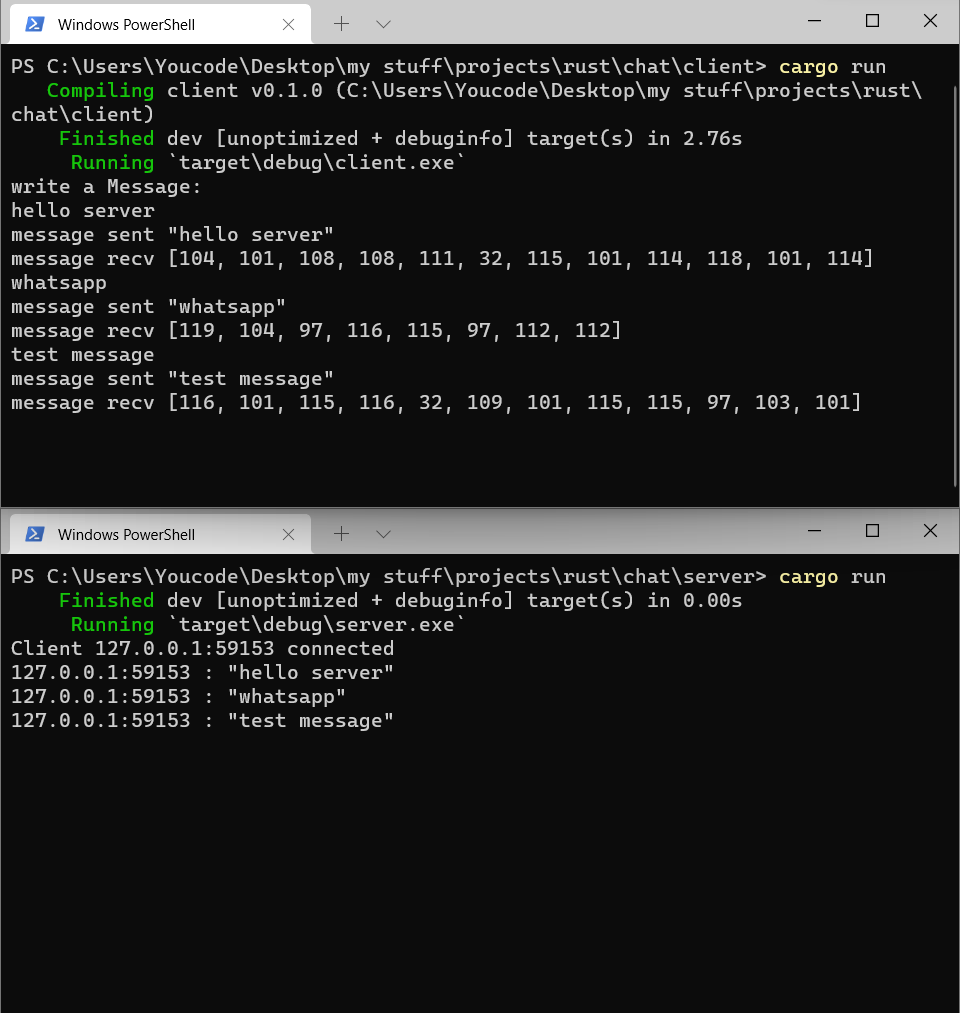 Windows PowerShell
PS C:\Users\Youcode\Desktop\my stuff\projects\rust\chat\client> cargo run
Compiling client v0.1.0 (C:\Users\Youcode\Desktop\my stuff\projects\rust\
chat\client)
Finished dev [unoptimized + debuginfo] target(s) in 2.76s
Running `target\debug\client.exe`
write a Message:
hello server
message sent "hello server"
message recv [104, 101, 108, 108, 111, 32, 115, 101, 114, 118, 101, 114]
whatsapp
message sent "whatsapp"
message recv [119, 104, 97, 116, 115, 97, 112, 112]
test message
message sent "test message"
message recv [116, 101, 115, 116, 32, 109, 101, 115, 115, 97, 103, 101]
Windows PowerShell
PS C:\Users\Youcode\Desktop\my stuff\projects\rust\chat\server> cargo run
Finished dev [unoptimized + debuginfo] target(s) in 0.00s
Running `target\debug\server.exe`
Client 127.0.0.1:59153 connected
127.0.0.1:59153 : "hello server"
127.0.0.1:59153 : "whatsapp"
127.0.0.1:59153 : "test message"